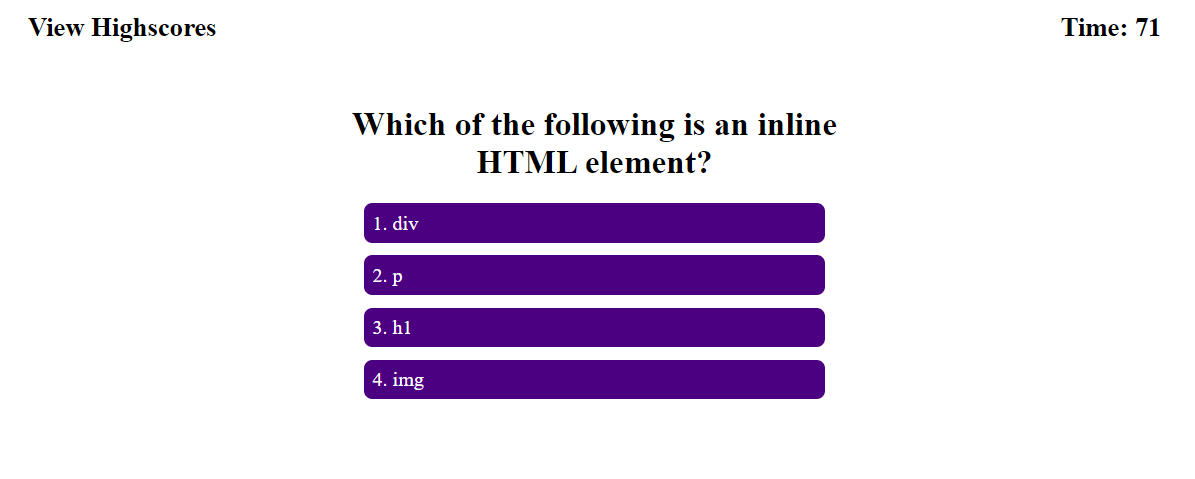 View Highscores
Time: 71
Which of the following is an inline
HTML element?
1. div
2. p
3. h1
4. img